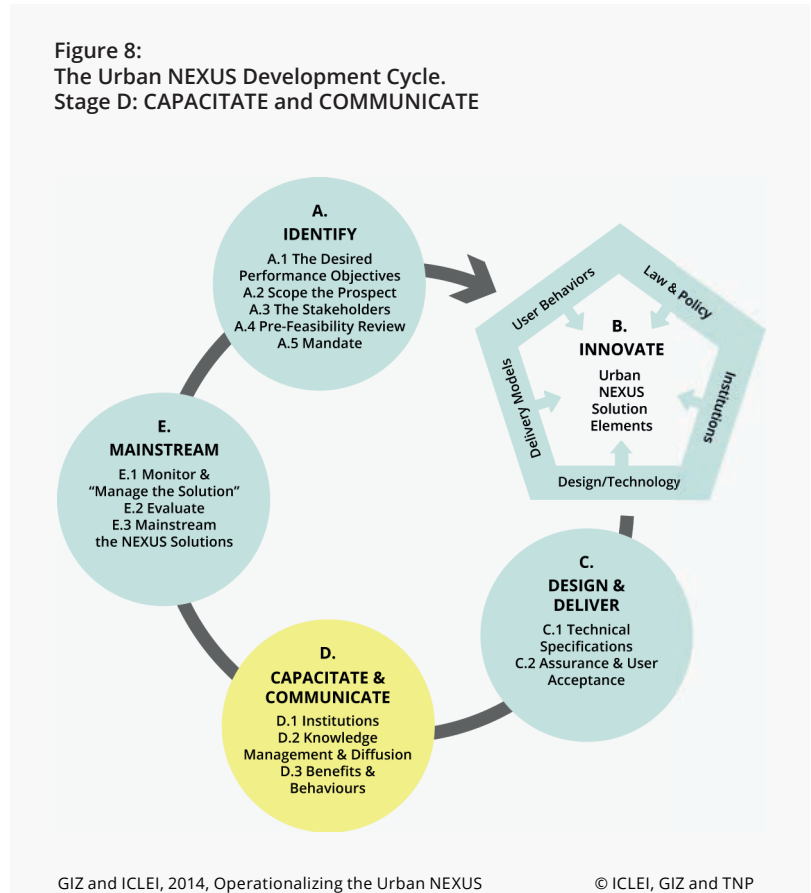 Figure 8:
The Urban NEXUS Development Cycle.
Stage D: CAPACITATE and COMMUNICATE
A.
IDENTIFY
A.1 The Desired
Performance Objectives
A.2 Scope the Prospect
A.3 The Stakeholders
A.4 Pre-Feasibility Review
A.5 Mandate
User Behaviors
Law & Policy
Institutions
Design/Technology
Delivery Models
B.
INNOVATE
Urban
NEXUS
Solution
Elements
C.
DESIGN &
DELIVER
C.1 Technical
Specifications
C.2 Assurance & User
Acceptance
D.
CAPACITATE &
COMMUNICATE
D.1 Institutions
D.2 Knowledge
Management & Diffusion
D.3 Benefits &
Behaviours
E.
MAINSTREAM
E.1 Monitor &
“Manage the Solution”
E.2 Evaluate
E.3 Mainstream
the NEXUS Solutions
GIZ and ICLEI, 2014, Operationalizing the Urban NEXUS
© ICLEI, GIZ and TNP